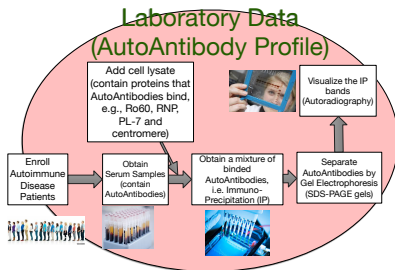 Laboratory Data
(AutoAntibody Profile)
Add cell lysate
(contain proteins that
AutoAntibodies bind,
e.g., Ro60, RNP,
PL-7 and
centromere)
Visualize the IP
bands
(Autoradiography)
Enroll
Autoimmune
Disease
Patients
Obtain
Serum Samples
(contain
AutoAntibodies)
Obtain a mixture of
binded
AutoAntibodies,
i.e. Immuno-
Precipitation (IP)
Separate
AutoAntibodies by
Gel Electrophoresis
(SDS-PAGE gels)